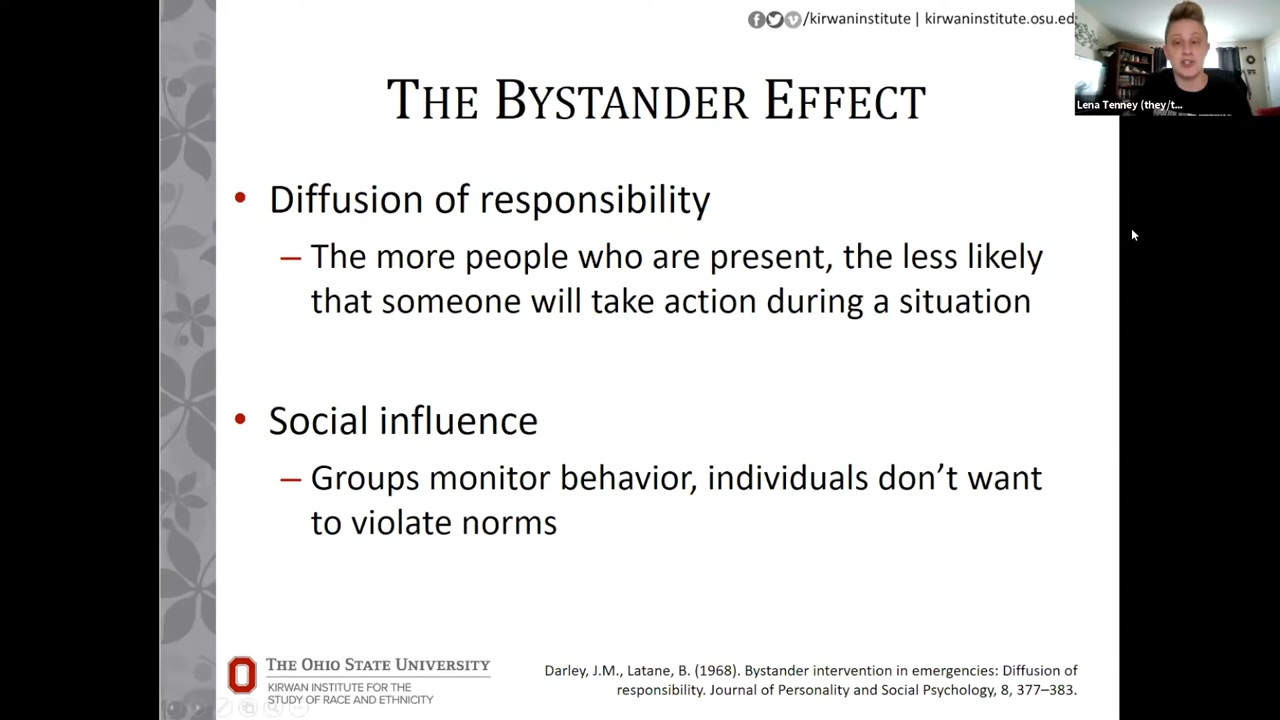 /kirwaninstitute | kirwaninstitute.osu.ed
Lena Tenney (they/t...
THE BYSTANDER EFFECT
• Diffusion of responsibility
– The more people who are present, the less likely
that someone will take action during a situation
• Social influence
– Groups monitor behavior, individuals don’t want
to violate norms
THE OHIO STATE UNIVERSITY
KIRWAN INSTITUTE FOR THE
STUDY OF RACE AND ETHNICITY
Darley, J.M., Latane, B. (1968). Bystander intervention in emergencies: Diffusion of
responsibility. Journal of Personality and Social Psychology, 8, 377–383.